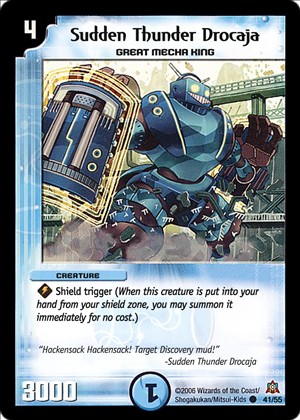 4
Sudden Thunder Drocaja
GREAT MECHA KING
CREATURE
Shield trigger (When this creature is put into your
hand from your shield zone, you may summon it
immediately for no cost.)
"Hackensack Hackensack! Target Discovery mud!"
-Sudden Thunder Drocaja
3000
©2006 Wizards of the Coast/
Shogakukan/Mitsui-Kids 41/55